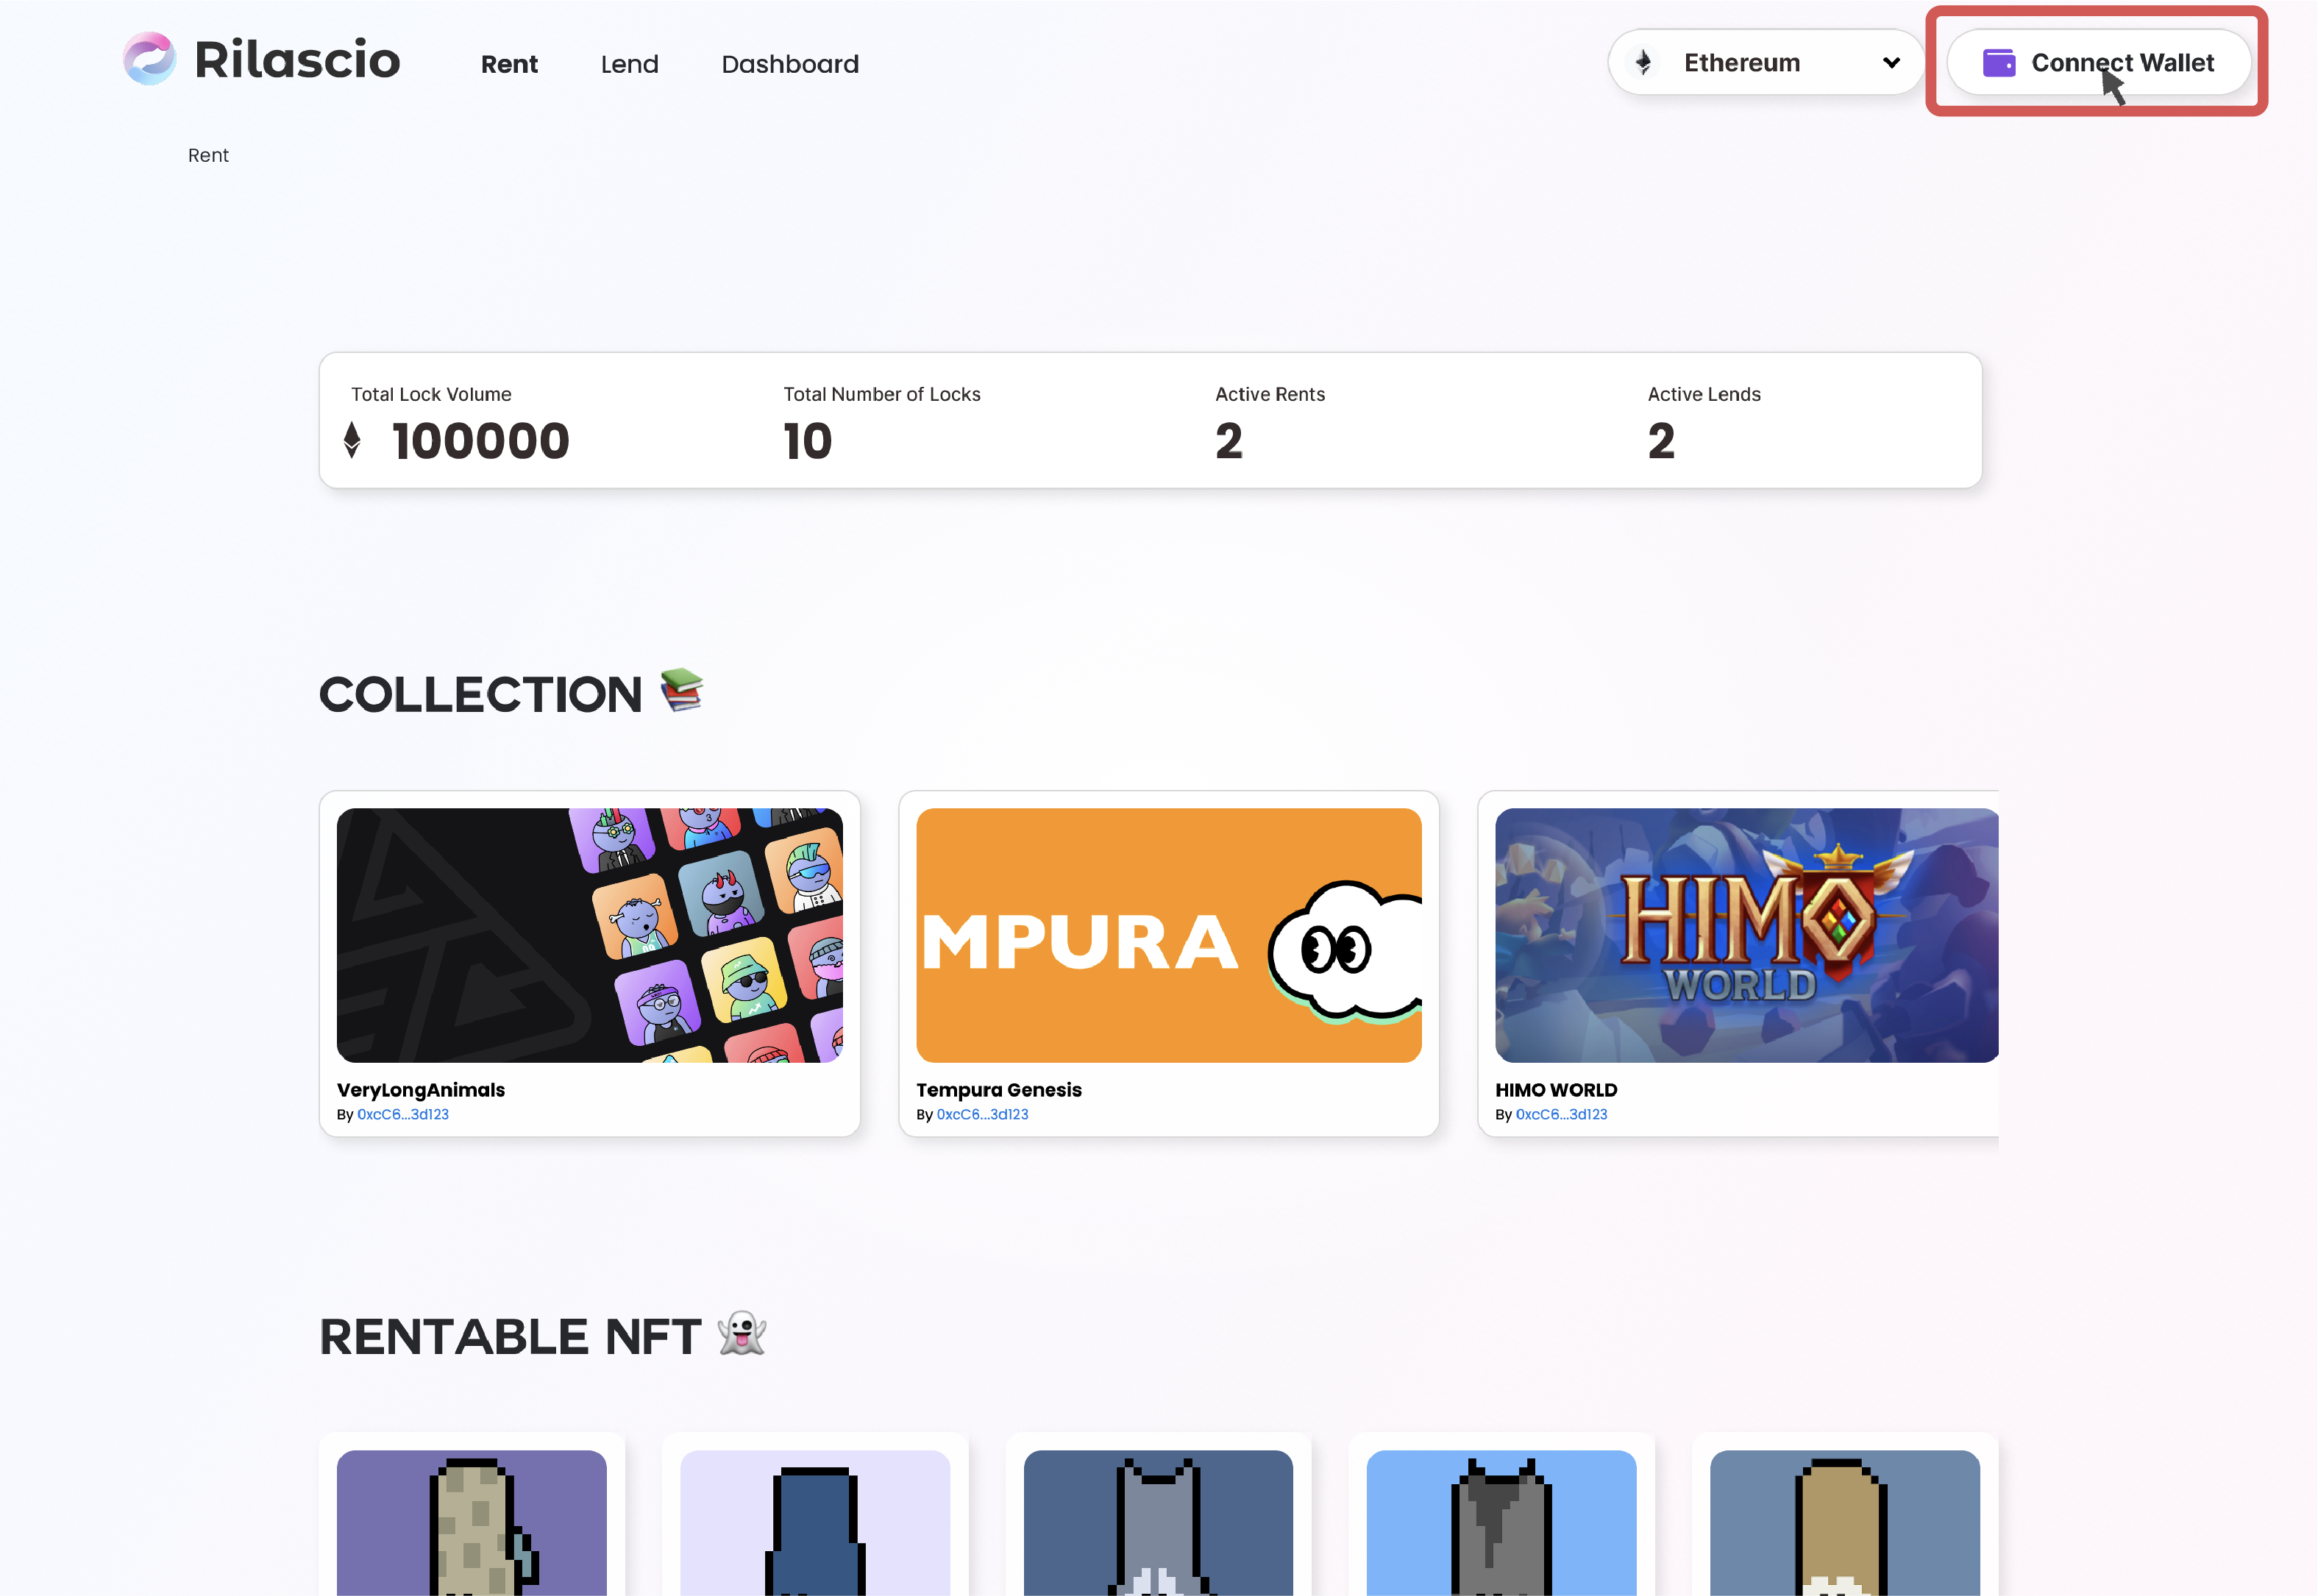 Rilascio
Rent
Lend
Dashboard
Ethereum
Connect Wallet
Rent
Total Lock Volume
Total Number of Locks
Active Rents
Active Lends
100000
10
2
2
COLLECTION 📚
MPURA
HIMO
WORLD
VeryLongAnimals
Tempura Genesis
HIMO WORLD
By 0xcC6...3d123
By 0xcC6...3d123
By 0xcC6...3d123
RENTABLE NFT 👻